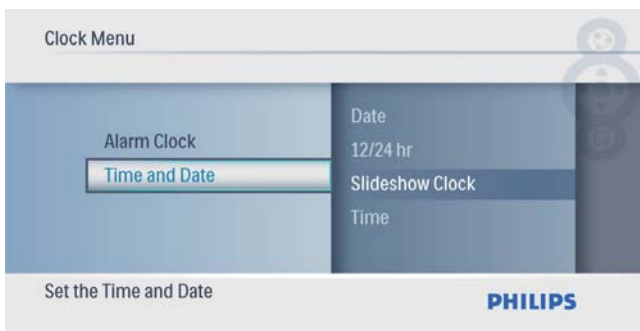 Clock Menu
Alarm Clock
Time and Date
Date
12/24 hr
Slideshow Clock
Time
Set the Time and Date
PHILIPS